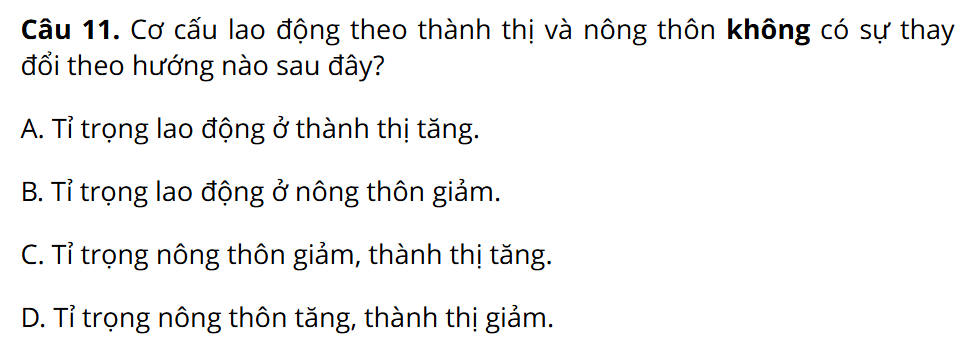 Câu 11. Cơ cấu lao động theo thành thị và nông thôn không có sự thay
đổi theo hướng nào sau đây?
A. Tỉ trọng lao động ở thành thị tăng.
B. Tỉ trọng lao động ở nông thôn giảm.
C. Tỉ trọng nông thôn giảm, thành thị tăng.
D. Tỉ trọng nông thôn tăng, thành thị giảm.